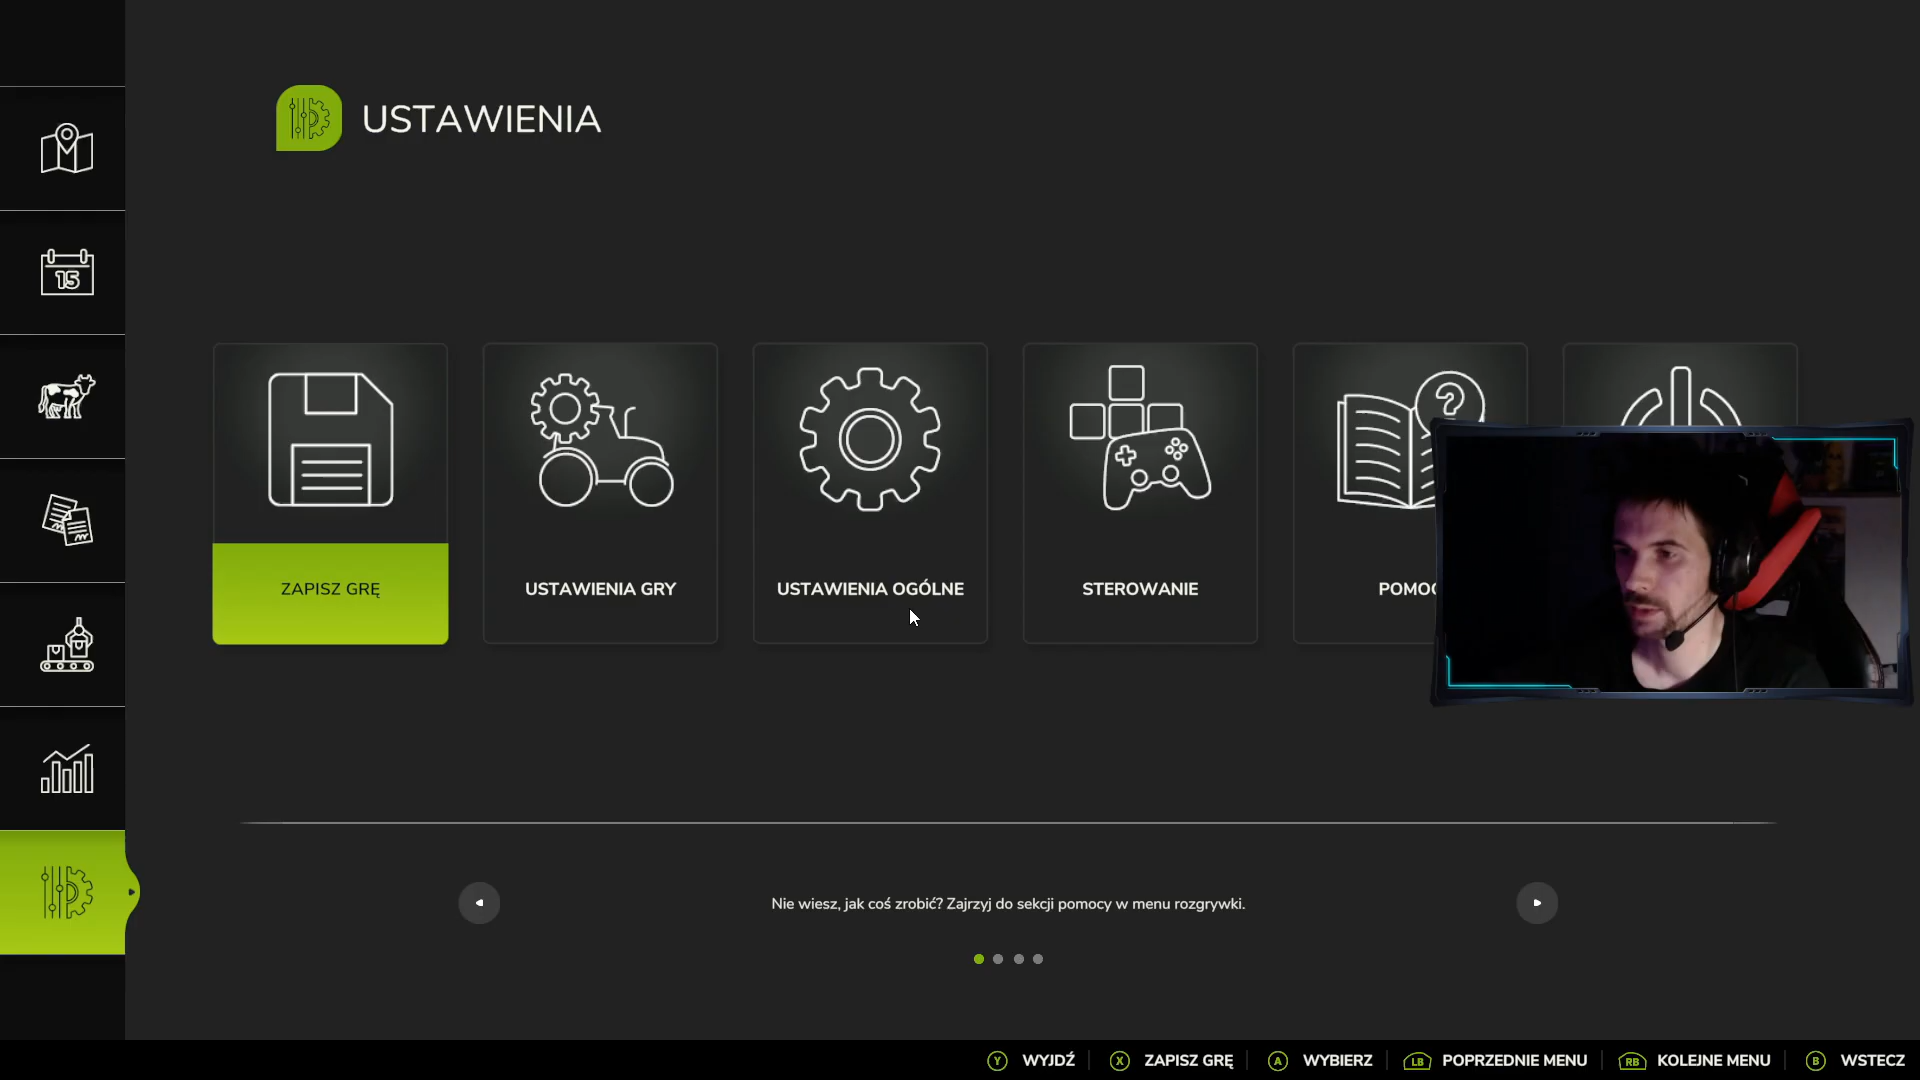 USTAWIENIA
15
ZAPISZ GRĘ
USTAWIENIA GRY
USTAWIENIA OGÓLNE
STEROWANIE
?
Nie wiesz, jak coś zrobić? Zajrzyj do sekcji pomocy w menu rozgrywki.
Y WYJDŹ X ZAPISZ GRĘ A WYBIERZ LB POPRZEDNIE MENU RB KOLEJNE MENU B WSTECZ